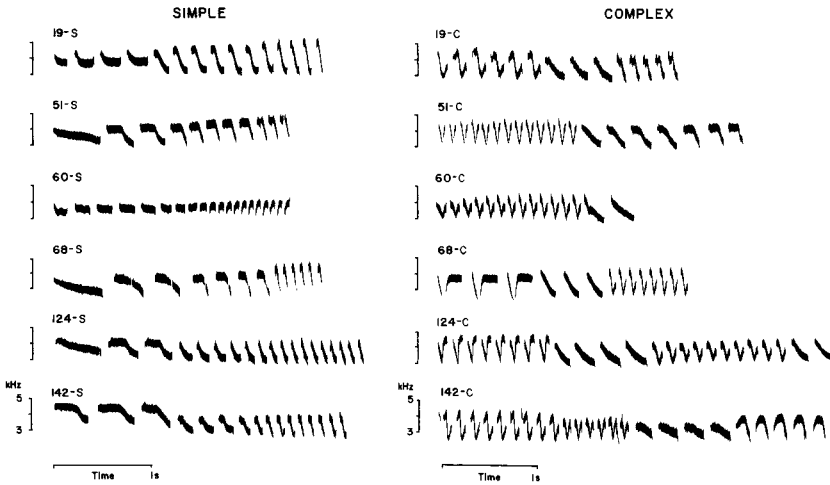 SIMPLE
COMPLEX
19-S
19-C
51-S
51-C
60-S
60-C
68-S
68-C
124-S
124-C
142-S
142-C
kHz
5
3
kHz
5
3
Time 1s
Time 1s